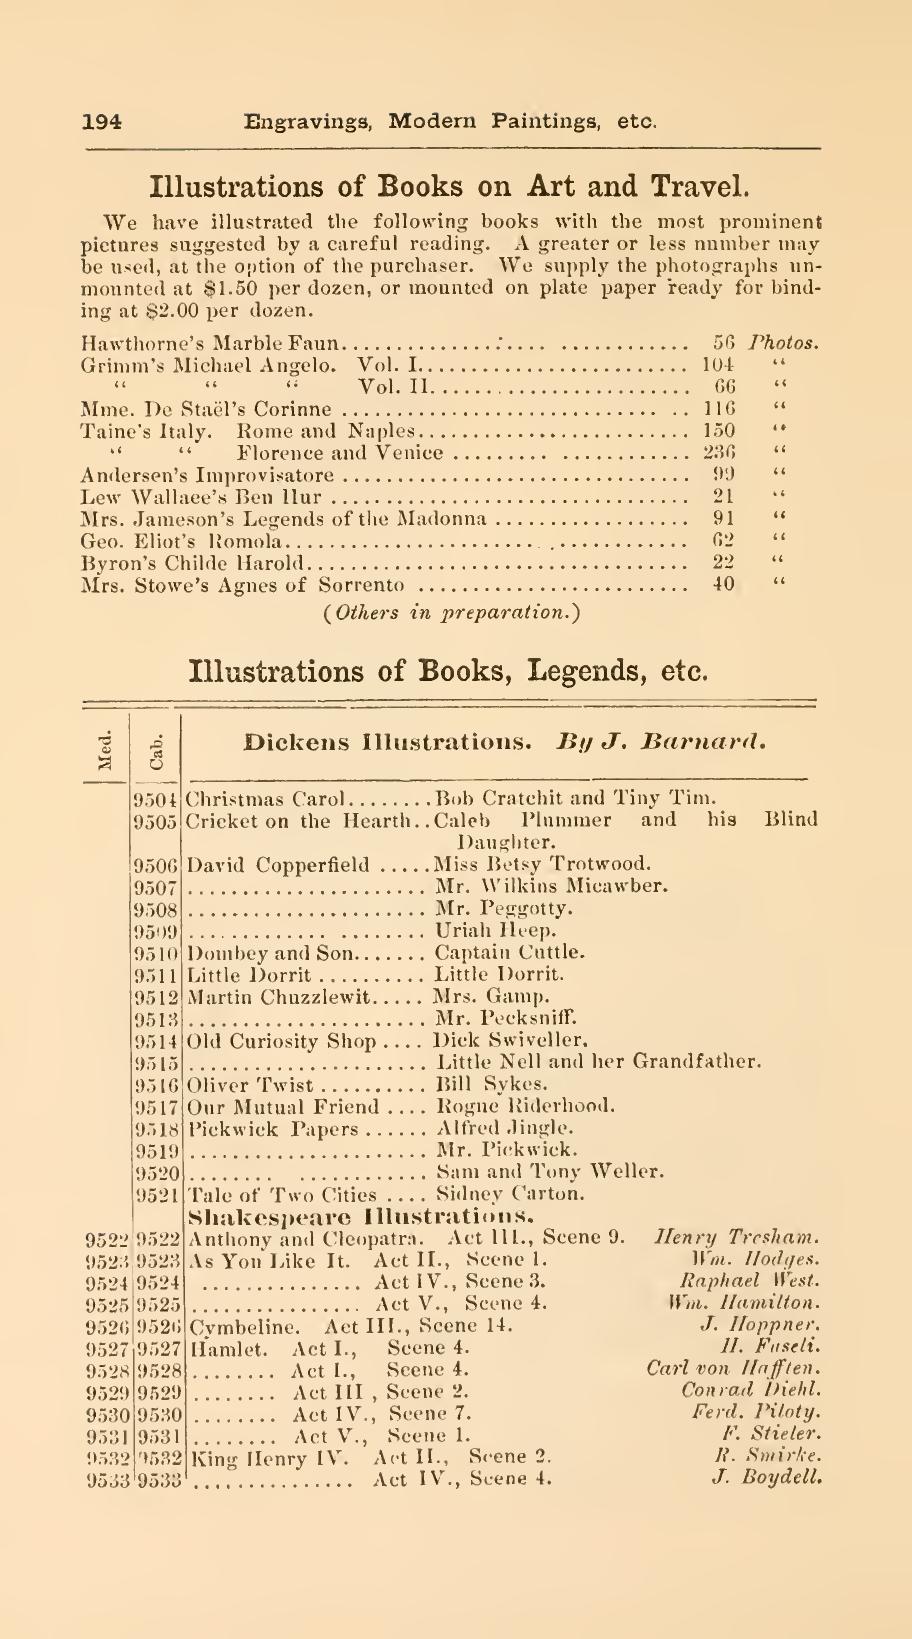 194 Engravings, Modern Paintings, etc.
Illustrations of Books on Art and Travel.
We have illustrated the following books with the most prominent
pictures suggested by a careful reading. A greater or less number may
be used, at the option of the purchaser. We supply the photographs un-
mounted at $1.50 per dozen, or mounted on plate paper ready for bind-
ing at $2.00 per dozen.
Hawthorne's Marble Faun.............:.... ............ 56 Photos.
Grimm's Michael Angelo. Vol. I......................... 104 "
" " " Vol. II........................ 66 "
Mme. De Staël's Corinne ............................. .. 116 "
Taine's Italy. Rome and Naples......................... 150 "
" " Florence and Venice ......... ............ 236 "
Andersen's Improvisatore ................................ 99 "
Lew Wallace's Ben Hur ................................. 21 "
Mrs. Jameson's Legends of the Madonna .................. 91 "
Geo. Eliot's Romola..................................... 62 "
Byron's Childe Harold................................... 22 "
Mrs. Stowe's Agnes of Sorrento ......................... 40 "
(Others in preparation.)
Illustrations of Books, Legends, etc.
Med. Cab. Dickens Illustrations. By J. Barnard.
9504 Christmas Carol........Bob Cratchit and Tiny Tim.
9505 Cricket on the Hearth..Caleb Plummer and his Blind
Daughter.
9506 David Copperfield .....Miss Betsy Trotwood.
9507 ...................... Mr. Wilkins Micawber.
9508 ...................... Mr. Peggotty.
9509 ............. ........ Uriah Heep.
9510 Dombey and Son....... Captain Cuttle.
9511 Little Dorrit .......... Little Dorrit.
9512 Martin Chuzzlewit..... Mrs. Gamp.
9513 ...................... Mr. Pecksniff.
9514 Old Curiosity Shop .... Dick Swiveller.
9515 ...................... Little Nell and her Grandfather.
9516 Oliver Twist .......... Bill Sykes.
9517 Our Mutual Friend .... Rogue Riderhood.
9518 Pickwick Papers ...... Alfred Jingle.
9519 ...................... Mr. Pickwick.
9520 ........ ............ Sam and Tony Weller.
9521 Tale of Two Cities .... Sidney Carton.
Shakespeare Illustrations.
9522 9522 Anthony and Cleopatra. Act III., Scene 9. Henry Tresham.
9523 9523 As You Like It. Act II., Scene 1. Wm. Hodges.
9524 9524 ............... Act IV., Scene 3. Raphael West.
9525 9525 ................ Act V., Scene 4. Wm. Hamilton.
9526 9526 Cymbeline. Act III., Scene 14. J. Hoppner.
9527 9527 Hamlet. Act I., Scene 4. H. Fuseli.
9528 9528 ........ Act I., Scene 4. Carl von Hafften.
9529 9529 ........ Act III , Scene 2. Conrad Diehl.
9530 9530 ........ Act IV., Scene 7. Ferd. Piloty.
9531 9531 ........ Act V., Scene 1. F. Stieler.
9532 9532 King Henry IV. Act II., Scene 2. R. Smirke.
9533 9533 ............... Act IV., Scene 4. J. Boydell.